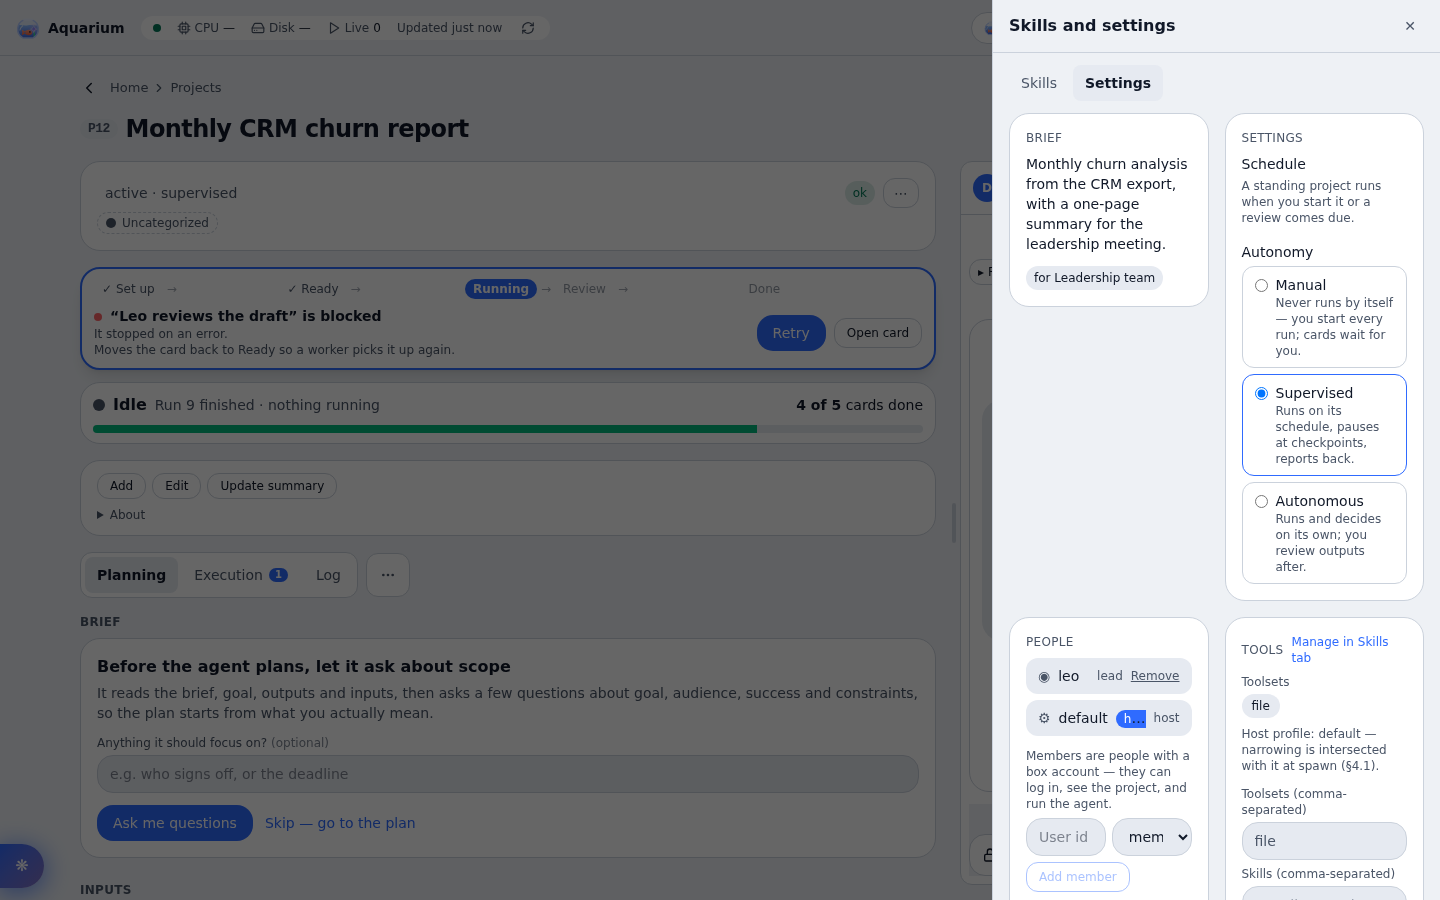 Aquarium
CPU — Disk — Live 0 Updated just now
Home Projects
P12 Monthly CRM churn report
active · supervised
ok
...
Uncategorized
✓ Set up → ✓ Ready → Running → Review → Done
“Leo reviews the draft” is blocked
It stopped on an error.
Moves the card back to Ready so a worker picks it up again.
Retry Open card
Idle Run 9 finished · nothing running 4 of 5 cards done
Add Edit Update summary
About
Planning Execution 1 Log ...
BRIEF
Before the agent plans, let it ask about scope
It reads the brief, goal, outputs and inputs, then asks a few questions about goal, audience, success and constraints,
so the plan starts from what you actually mean.
Anything it should focus on? (optional)
e.g. who signs off, or the deadline
Ask me questions Skip — go to the plan
INPUTS
Skills and settings
Skills Settings
BRIEF
Monthly churn analysis
from the CRM export,
with a one-page
summary for the
leadership meeting.
for Leadership team
SETTINGS
Schedule
A standing project runs
when you start it or a
review comes due.
Autonomy
Manual
Never runs by itself
— you start every
run; cards wait for
you.
Supervised
Runs on its
schedule, pauses
at checkpoints,
reports back.
Autonomous
Runs and decides
on its own; you
review outputs
after.
PEOPLE
leo lead Remove
default h... host
Members are people with a
box account — they can
log in, see the project, and
run the agent.
User id mem
Add member
TOOLS Manage in Skills
tab
Toolsets
file
Host profile: default —
narrowing is intersected
with it at spawn (§4.1).
Toolsets (comma-
separated)
file
Skills (comma-separated)